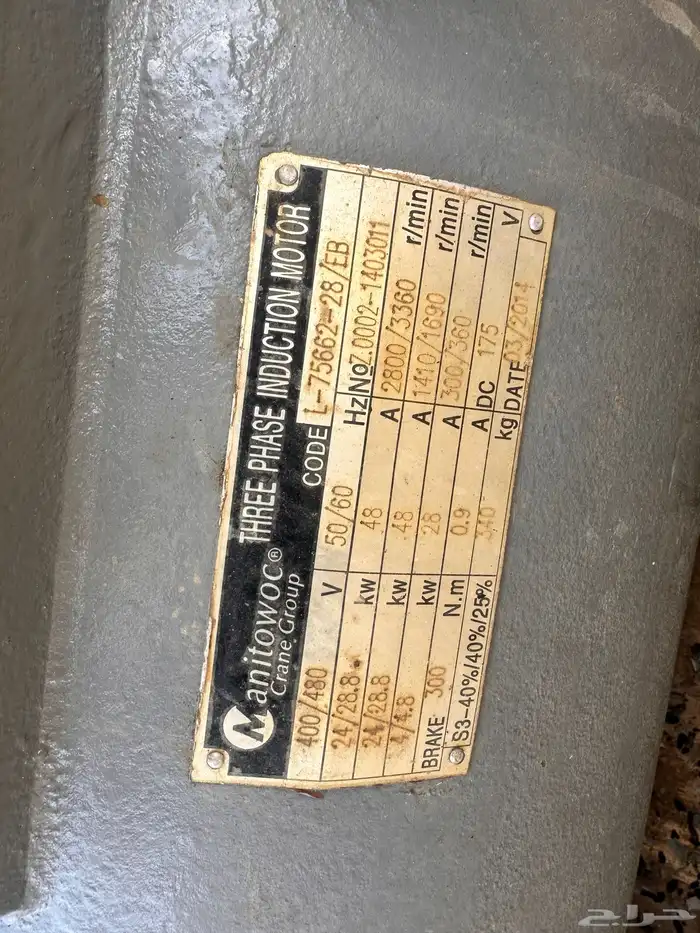 Manitowoc® THREE PHASE INDUCTION MOTOR
Crane Group CODE L-75662-28/EB
400/480 V 50/60 Hz No Z.0002-1403011
24/28.8 kw 48 A 2800/3360 r/min
24/28.8 kw 48 A 1410/1690 r/min
4/4.8 kw 28 A 300/360 r/min
BRAKE 300 N.m 0.9 A DC 175 V
S3-40%/40%/25% 340 kg DATE 03/2014
حراج